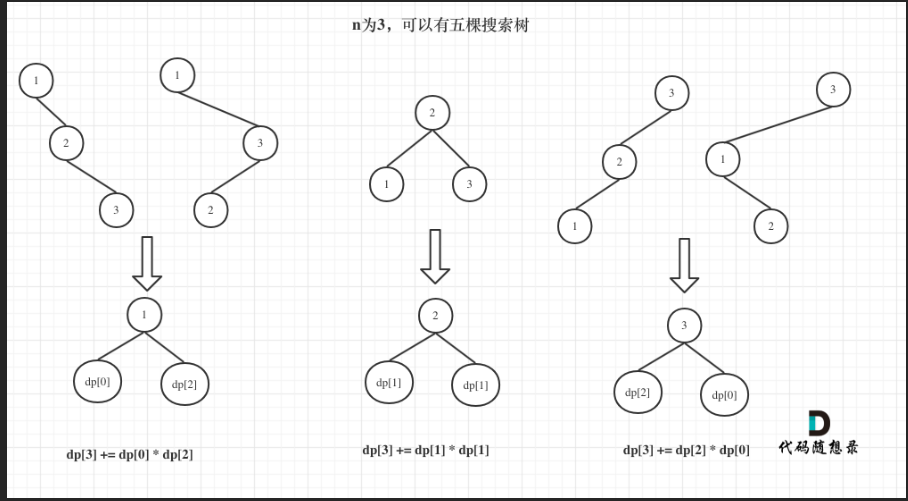 n为3，可以有五棵搜索树
1
2
3
1
3
2
2
1
3
3
2
1
3
1
2
1
dp[0]
dp[2]
dp[3] += dp[0] * dp[2]
2
dp[1]
dp[1]
dp[3] += dp[1] * dp[1]
3
dp[2]
dp[0]
dp[3] += dp[2] * dp[0]
代码随想录